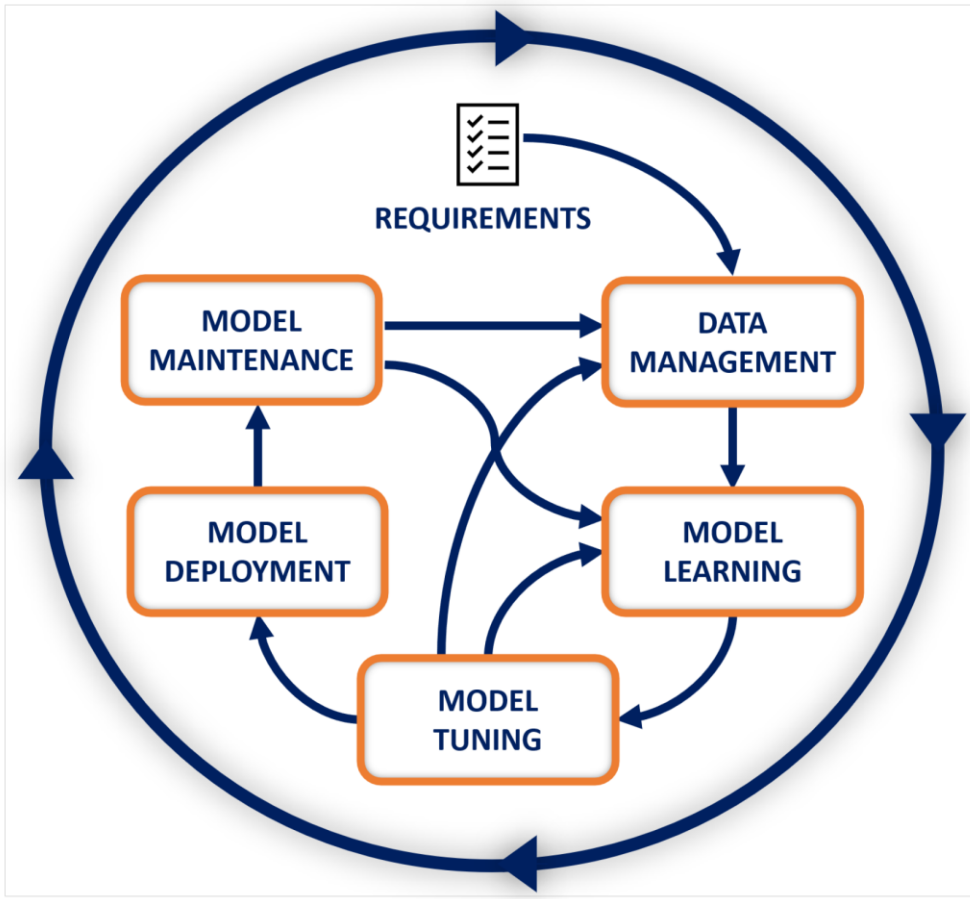 REQUIREMENTS
MODEL
MAINTENANCE
DATA
MANAGEMENT
MODEL
DEPLOYMENT
MODEL
LEARNING
MODEL
TUNING